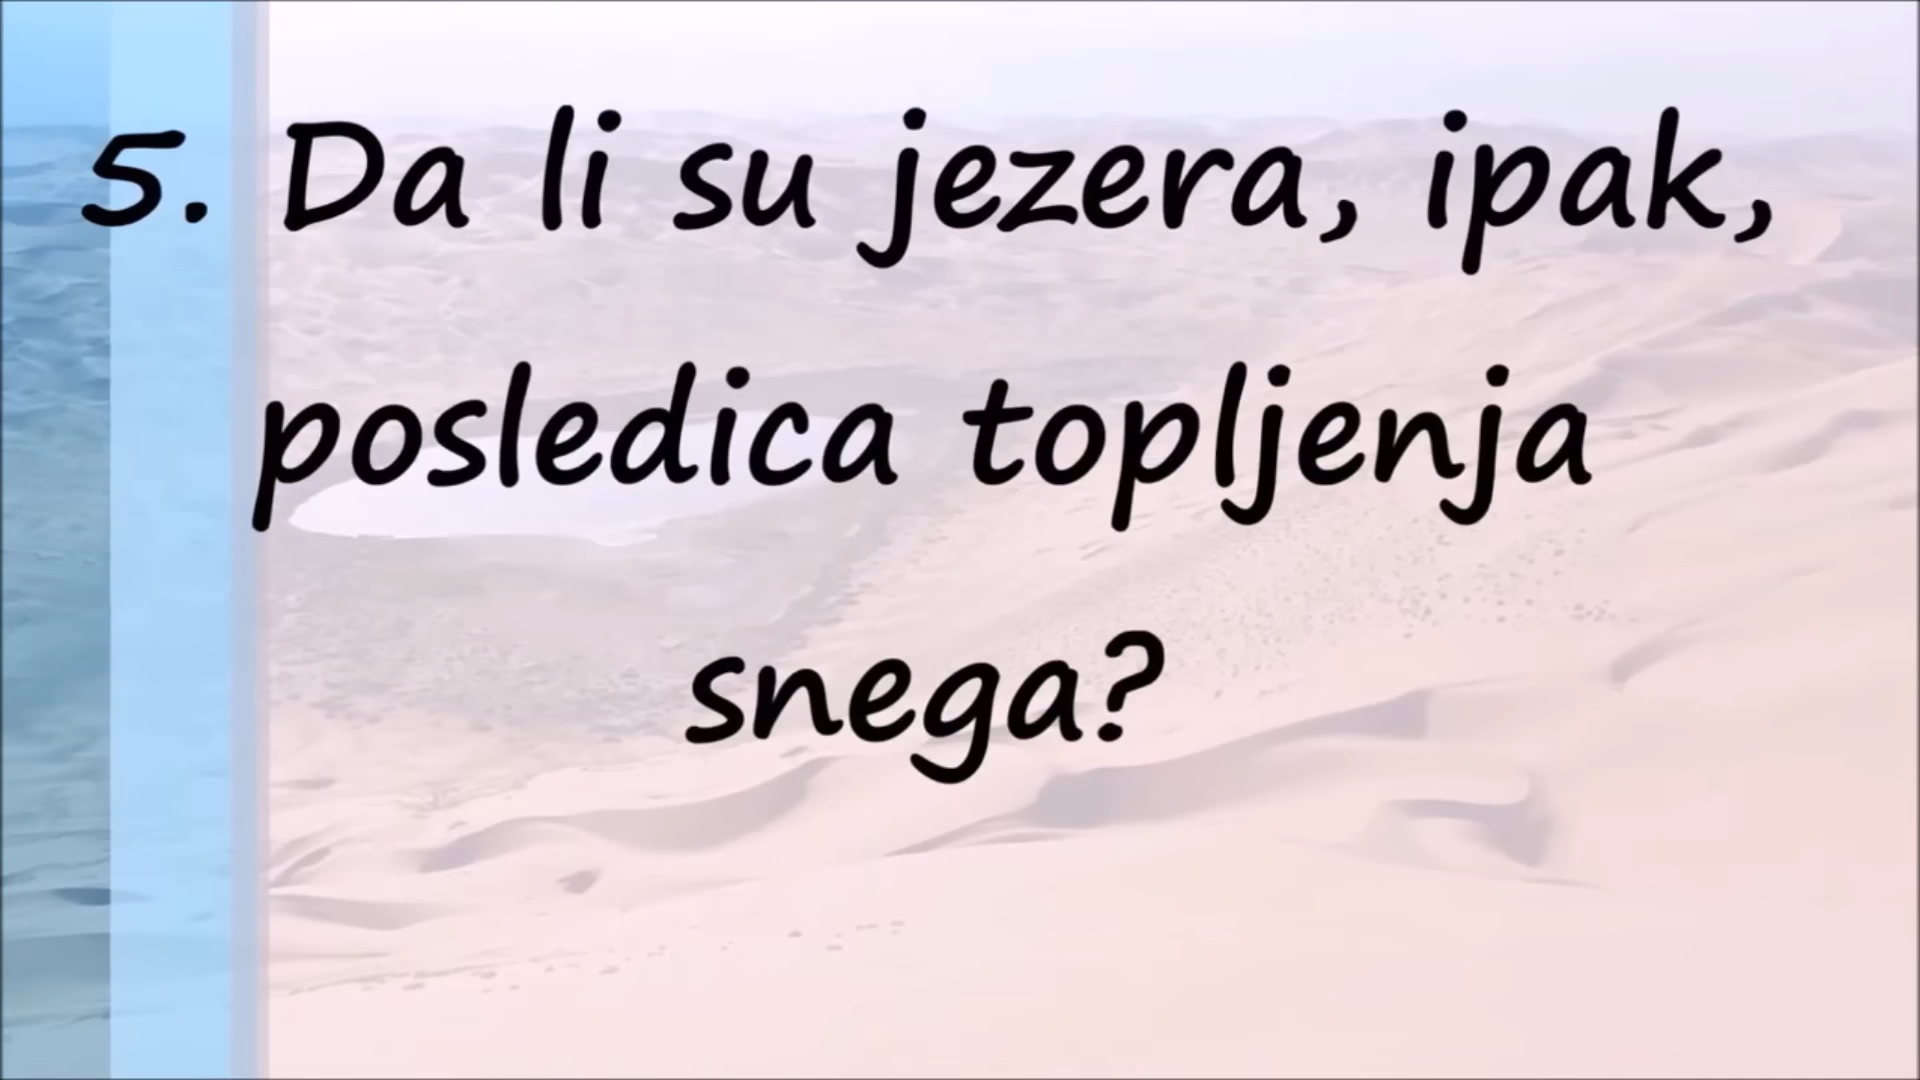 5. Da li su jezera, ipak,
posledica topljenja
snega?